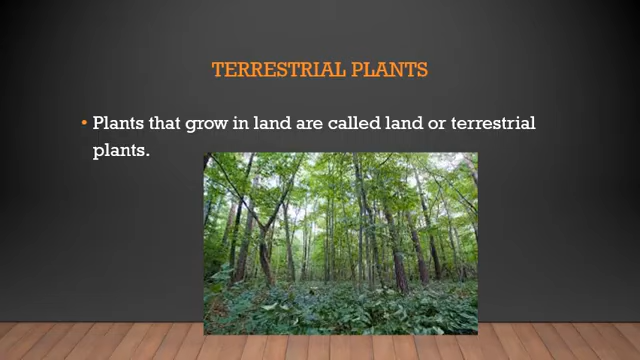 TERRESTRIAL PLANTS
• Plants that grow in land are called land or terrestrial
plants.